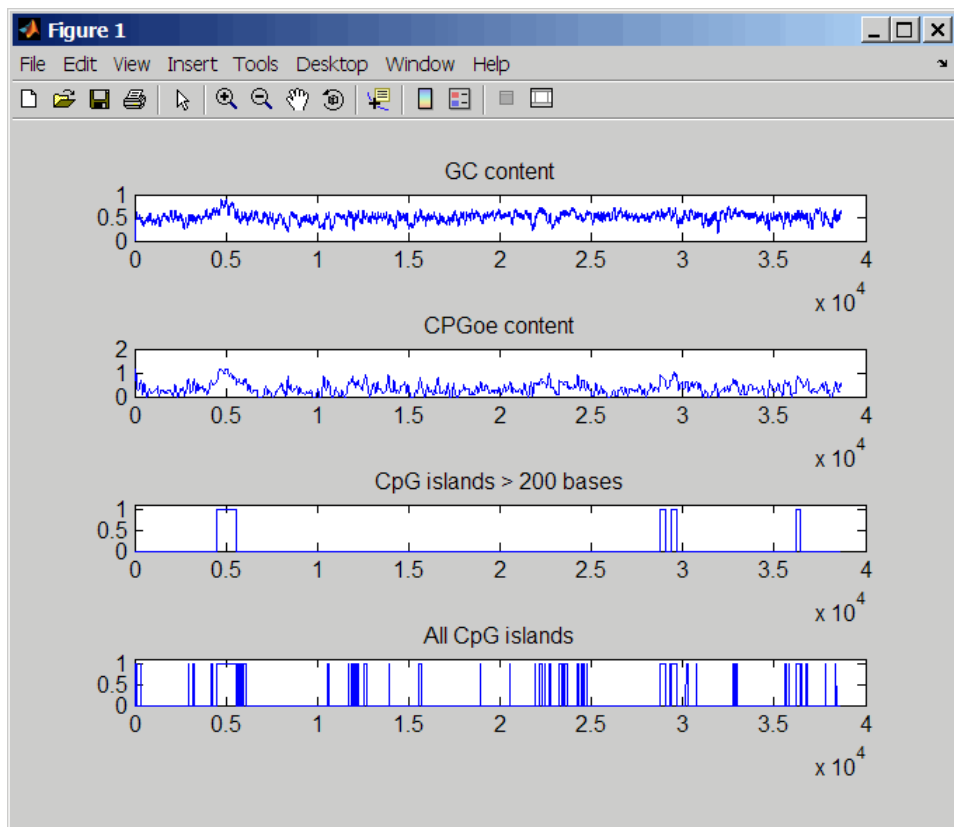 Figure 1
File Edit View Insert Tools Desktop Window Help
GC content
1
0.5
0
0 0.5 1 1.5 2 2.5 3 3.5 4
x 10^4
CPGoe content
2
1
0
0 0.5 1 1.5 2 2.5 3 3.5 4
x 10^4
CpG islands > 200 bases
1
0.5
0
0 0.5 1 1.5 2 2.5 3 3.5 4
x 10^4
All CpG islands
1
0.5
0
0 0.5 1 1.5 2 2.5 3 3.5 4
x 10^4